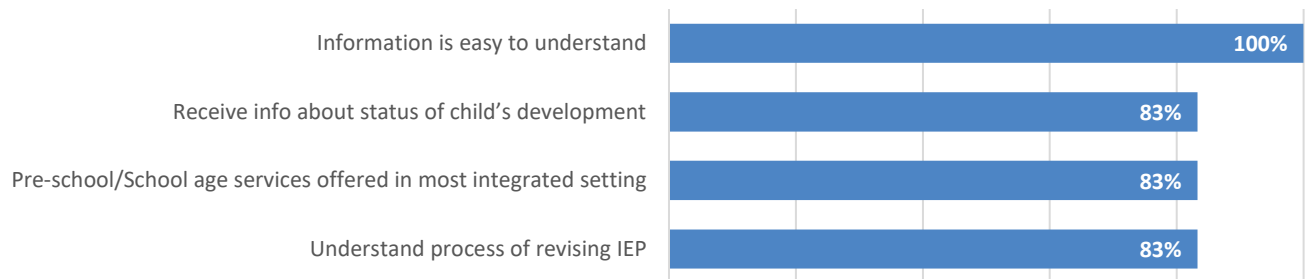 Information is easy to understand
100%
Receive info about status of child’s development
83%
Pre-school/School age services offered in most integrated setting
83%
Understand process of revising IEP
83%